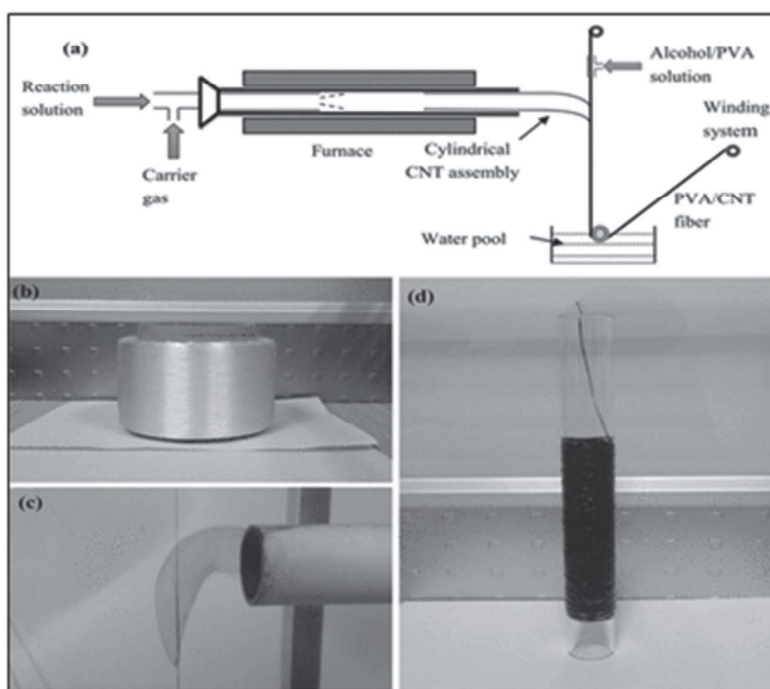 (a)
Reaction
solution
Carrier
gas
Furnace
Cylindrical
CNT assembly
Alcohol/PVA
solution
Winding
system
PVA/CNT
fiber
Water pool
(b)
(c)
(d)